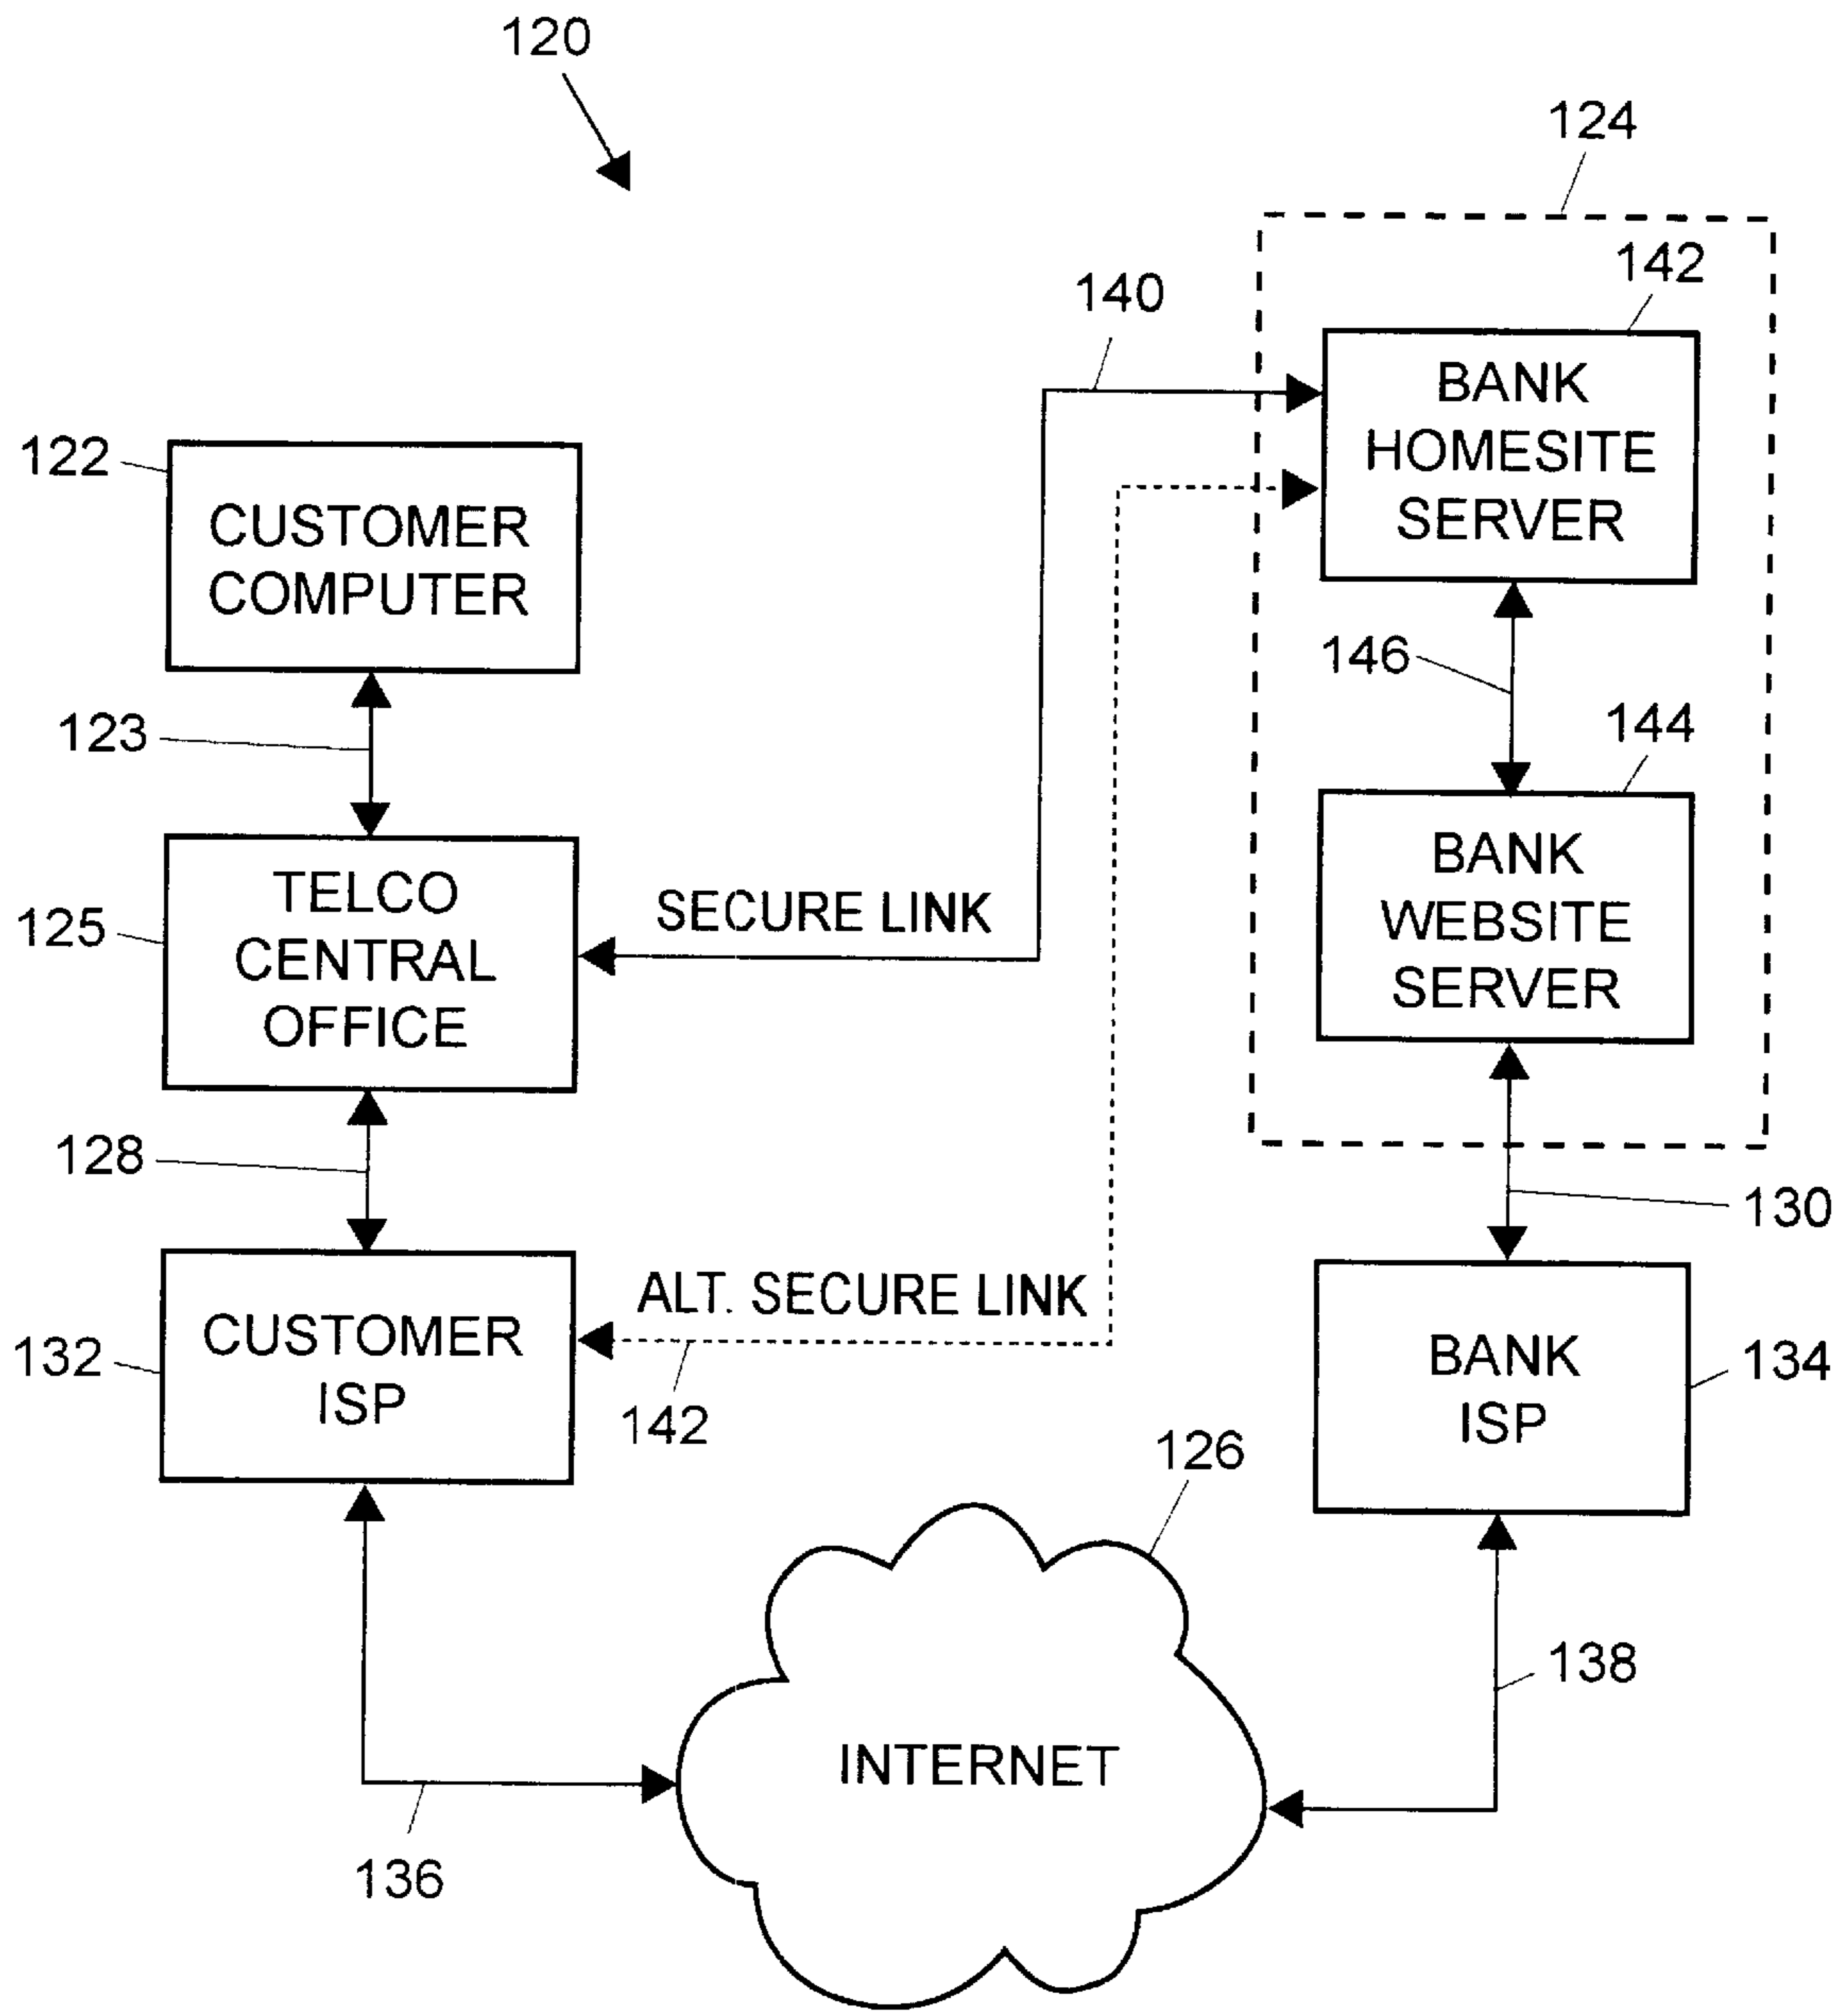 120
124
142
140
BANK
HOMESITE
SERVER
122
CUSTOMER
COMPUTER
146
123
144
TELCO
CENTRAL
OFFICE
125
SECURE LINK
BANK
WEBSITE
SERVER
128
130
ALT. SECURE LINK
CUSTOMER
ISP
132
142
BANK
ISP
134
126
138
INTERNET
136